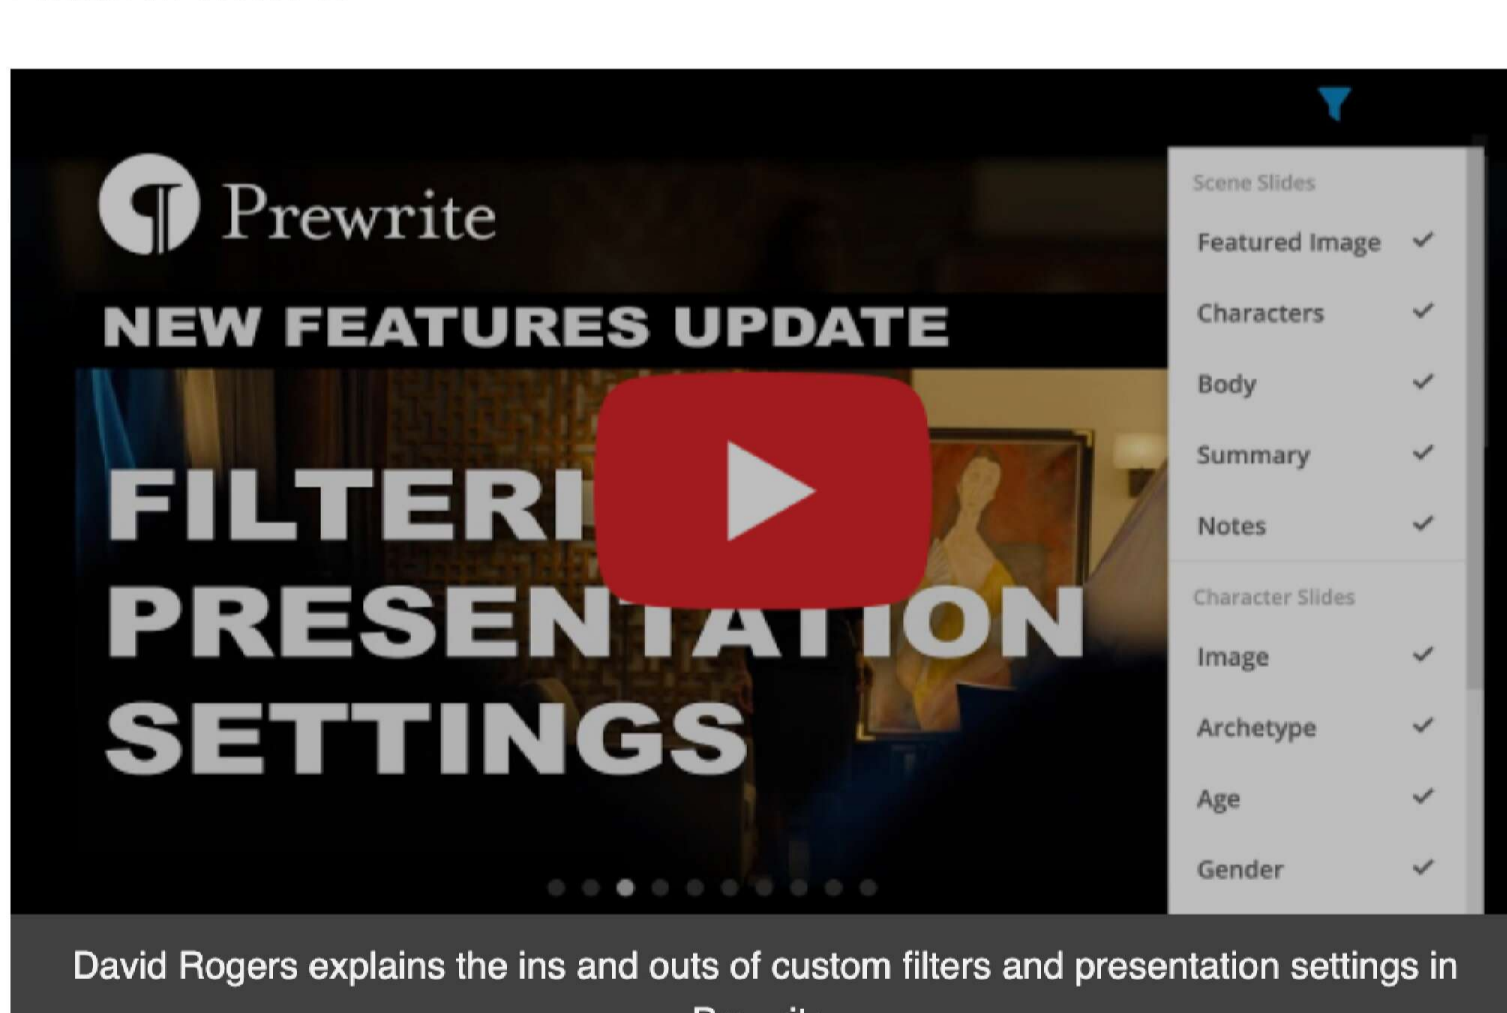 Prewrite
NEW FEATURES UPDATE
FILTERI
PRESENTATION
SETTINGS
Scene Slides
Featured Image
Characters
Body
Summary
Notes
Character Slides
Image
Archetype
Age
Gender
David Rogers explains the ins and outs of custom filters and presentation settings in